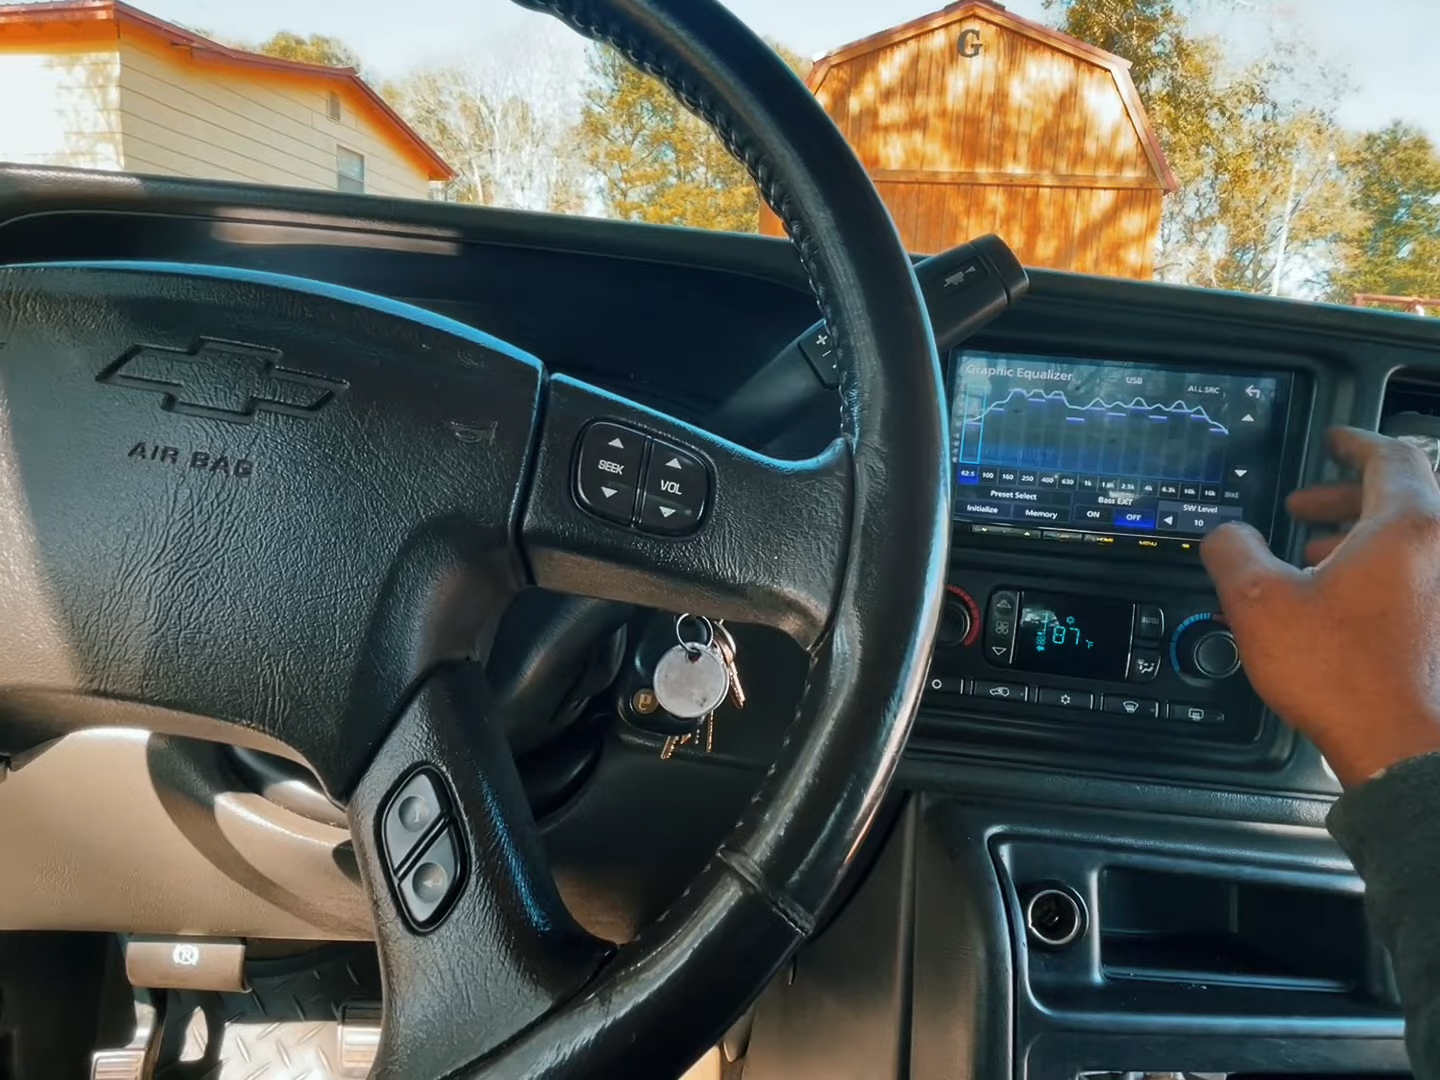 G
AIR BAG
SEEK
VOL
+
−
Graphic Equalizer
USB
ALL SRC
62.5 100 160 250 400 630 1k 1.6k 2.5k 4k 6.3k 10k 16k
Preset Select
Bass EXT
SW Level
Initialize
Memory
ON
OFF
10
HOME
MENU
87 °F
AUTO